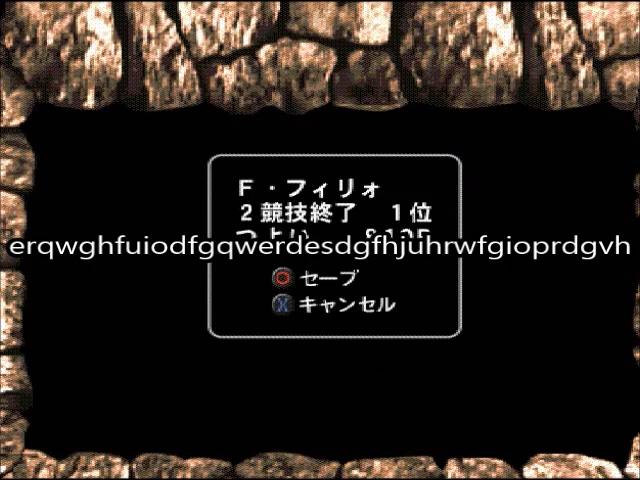 F・フィリォ
2競技終了 1位
erqwghfuiodfgqwerdesdgfhjuhrwfgioprdgvh
セーブ
キャンセル